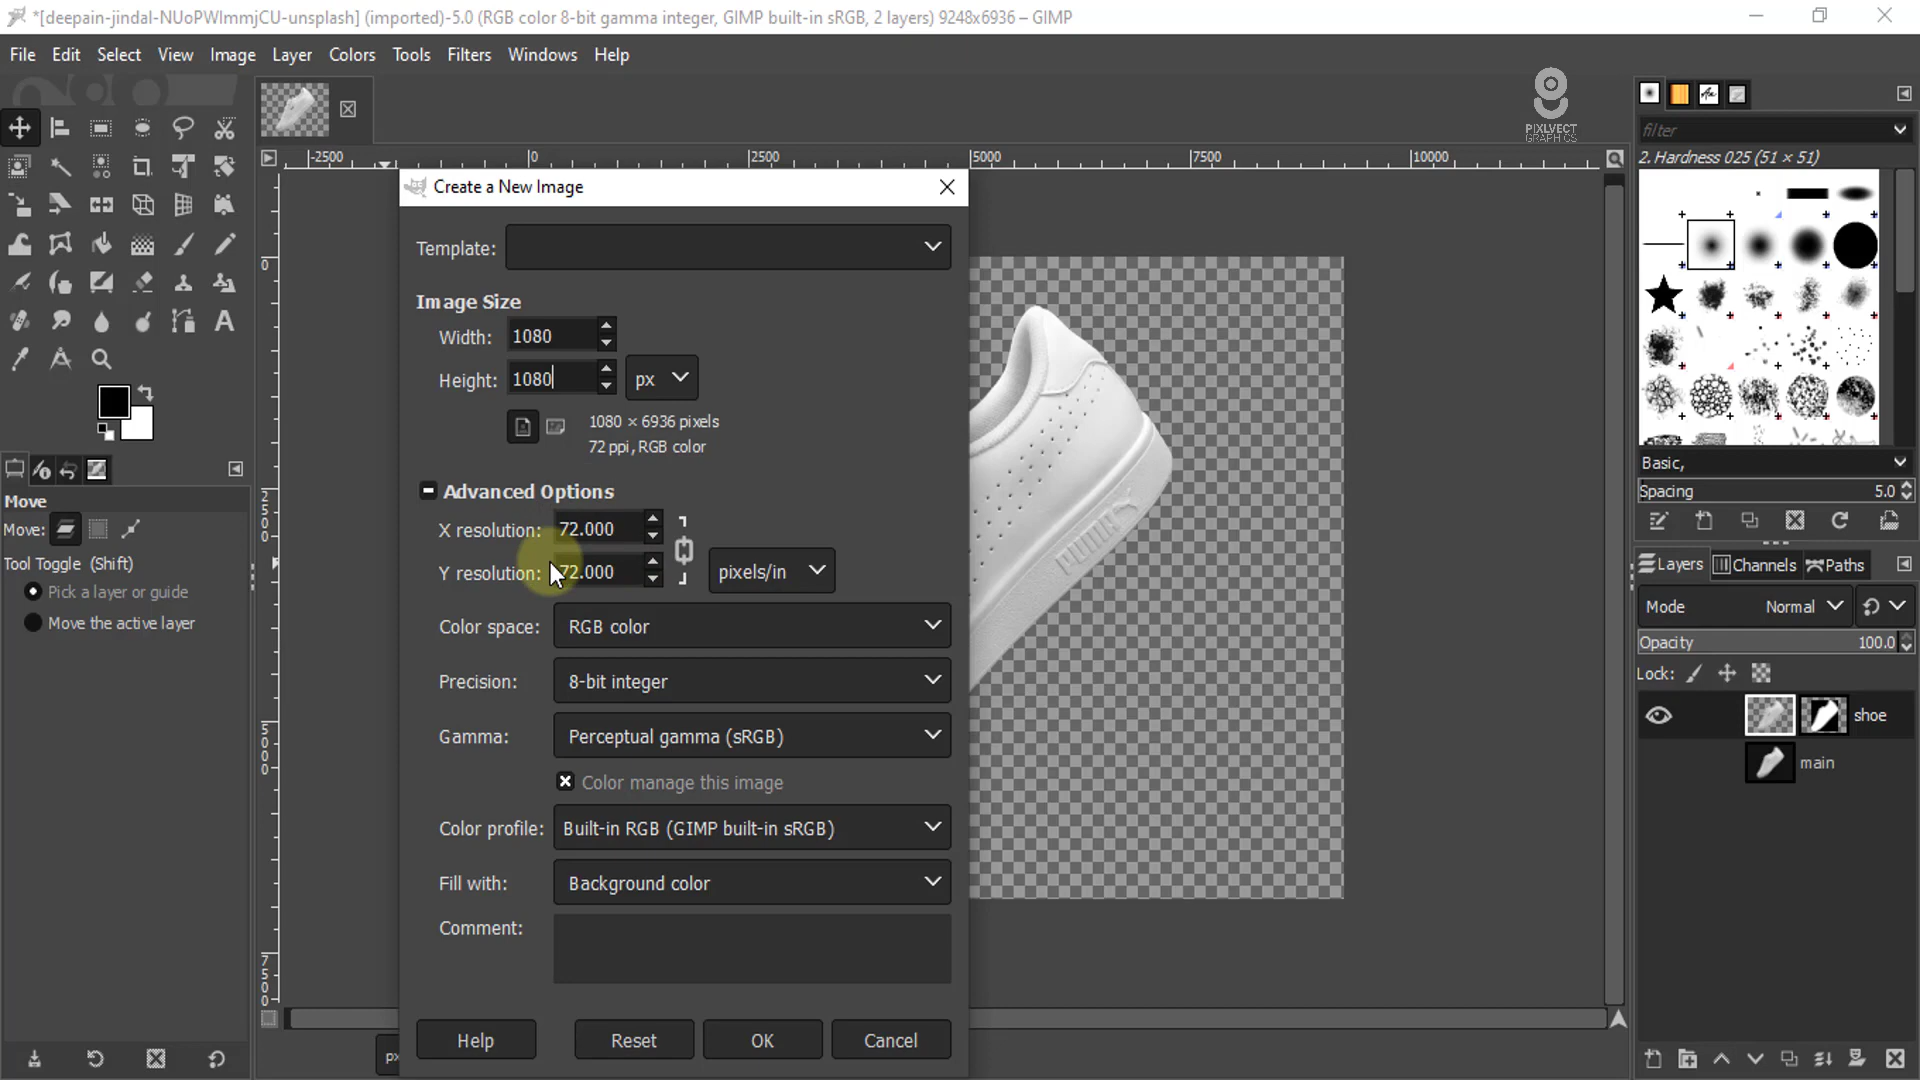 *[deepain-jindal-NUoPWImmjCU-unsplash] (imported)-5.0 (RGB color 8-bit gamma integer, GIMP built-in sRGB, 2 layers) 9248x6936 – GIMP
File Edit Select View Image Layer Colors Tools Filters Windows Help
PIXLVECT
GRAPHICS
filter
-2500 0 2500 5000 7500 10000
2. Hardness 025 (51 × 51)
Create a New Image
Template:
Image Size
Width: 1080
Height: 1080 px
1080 × 6936 pixels
72 ppi, RGB color
Advanced Options
X resolution: 72.000
Y resolution: 72.000 pixels/in
Color space: RGB color
Precision: 8-bit integer
Gamma: Perceptual gamma (sRGB)
Color manage this image
Color profile: Built-in RGB (GIMP built-in sRGB)
Fill with: Background color
Comment:
Help Reset OK Cancel
px
0
2500
5000
7500
PUMA
Move
Move:
Tool Toggle (Shift)
Pick a layer or guide
Move the active layer
Basic,
Spacing 5.0
Layers Channels Paths
Mode Normal
Opacity 100.0
Lock:
shoe
main